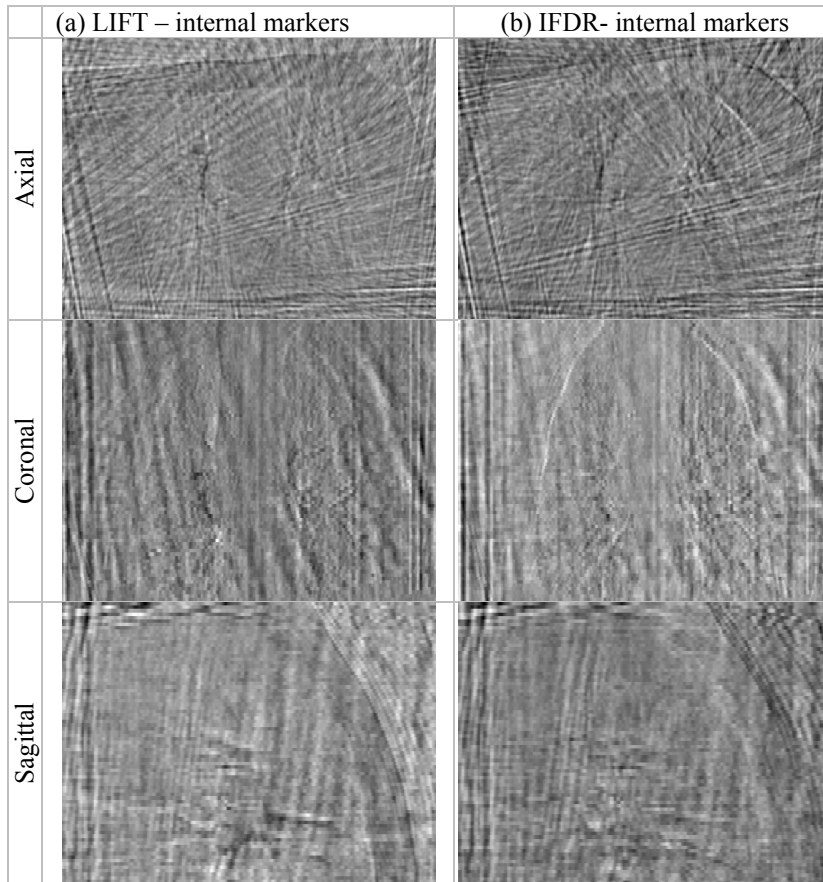 (a) LIFT – internal markers
(b) IFDR- internal markers
Axial
Coronal
Sagittal